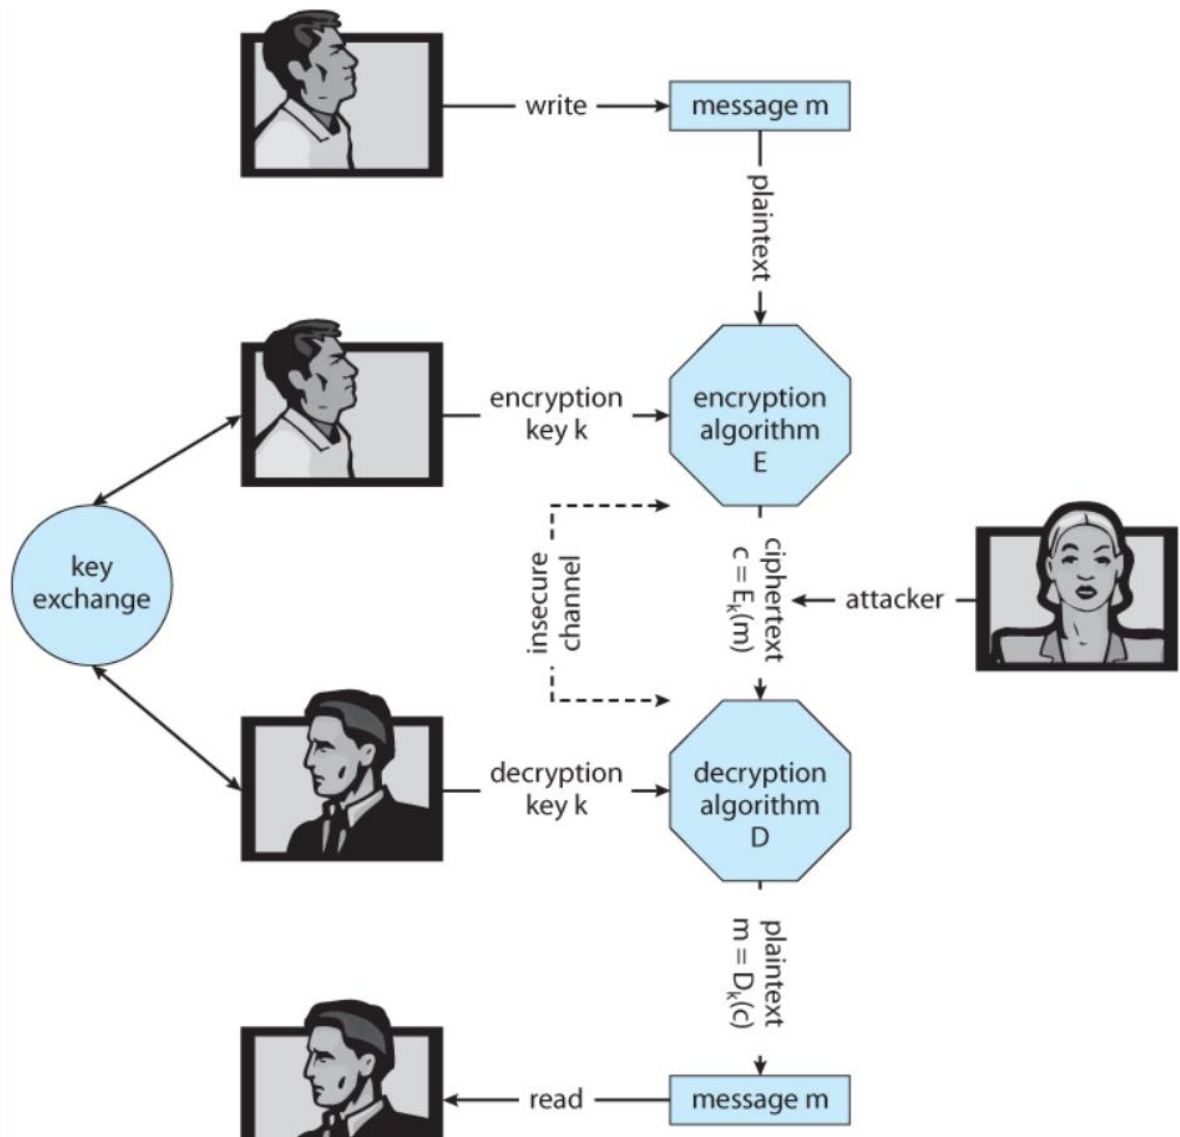 write
message m
plaintext
encryption
key k
encryption
algorithm
E
key
exchange
insecure
channel
ciphertext
c = Eₖ(m)
attacker
decryption
key k
decryption
algorithm
D
plaintext
m = Dₖ(c)
read
message m